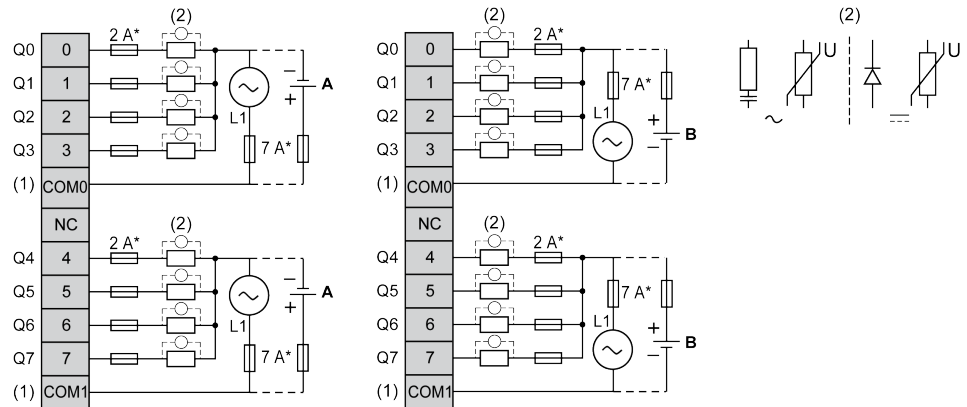 (2)
Q0 0 2 A*
Q1 1
Q2 2
Q3 3
(1) COM0
L1
7 A*
− A
+
NC
(2)
Q4 4 2 A*
Q5 5
Q6 6
Q7 7
(1) COM1
L1
7 A*
− A
+
(2)
Q0 0 2 A*
Q1 1
Q2 2
Q3 3
(1) COM0
7 A*
L1
+ B
−
NC
(2)
Q4 4 2 A*
Q5 5
Q6 6
Q7 7
(1) COM1
7 A*
L1
+ B
−
(2)
U U